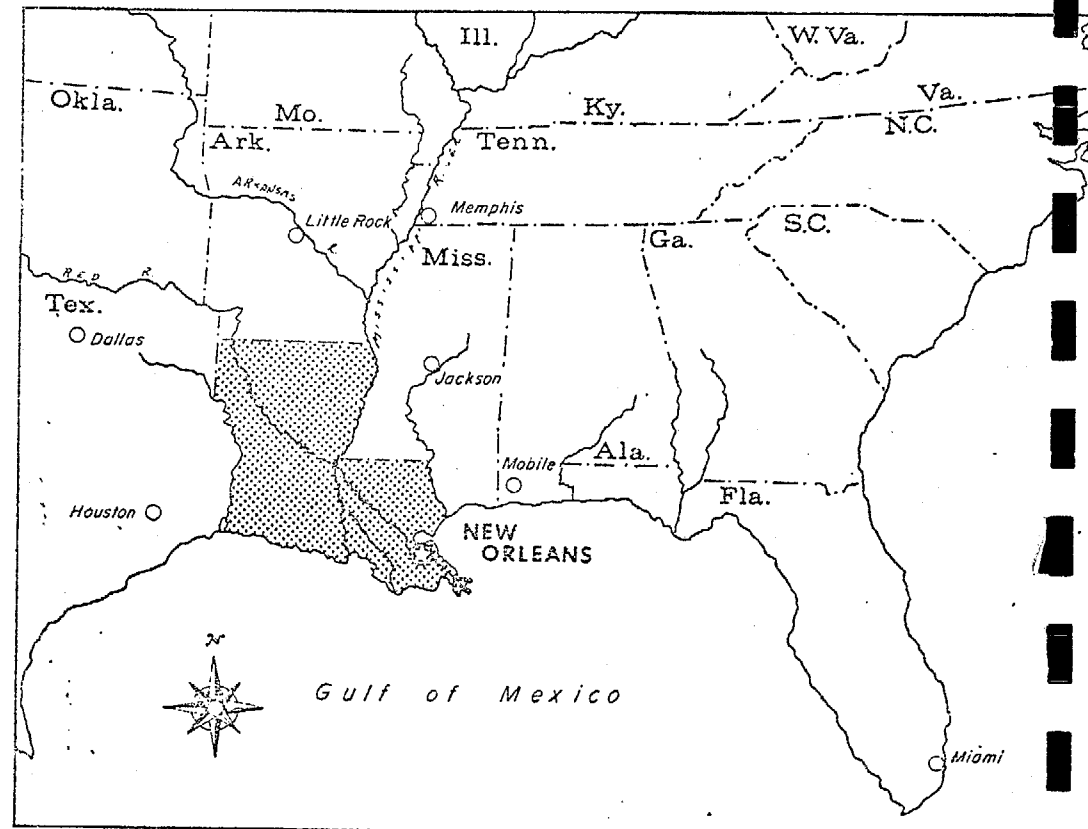 Ill.
W. Va.
Okla.
Mo.
Ky.
Va.
Ark.
Tenn.
N.C.
ARKANSAS
R.
Little Rock
Memphis
Miss.
Ga.
S.C.
RED R.
Tex.
Dallas
Jackson
Mobile
Ala.
Fla.
Houston
NEW
ORLEANS
N
Gulf of Mexico
Miami